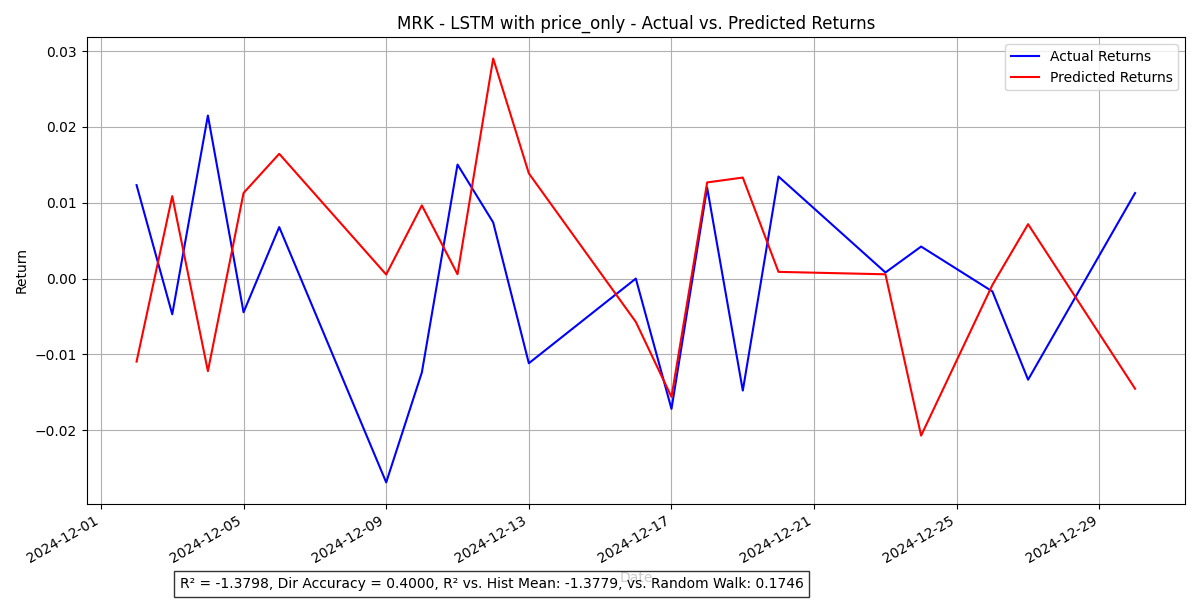 MRK - LSTM with price_only - Actual vs. Predicted Returns
Actual Returns
Predicted Returns
Return
0.03
0.02
0.01
0.00
−0.01
−0.02
2024-12-01
2024-12-05
2024-12-09
2024-12-13
2024-12-17
2024-12-21
2024-12-25
2024-12-29
Date
R² = -1.3798, Dir Accuracy = 0.4000, R² vs. Hist Mean: -1.3779, vs. Random Walk: 0.1746